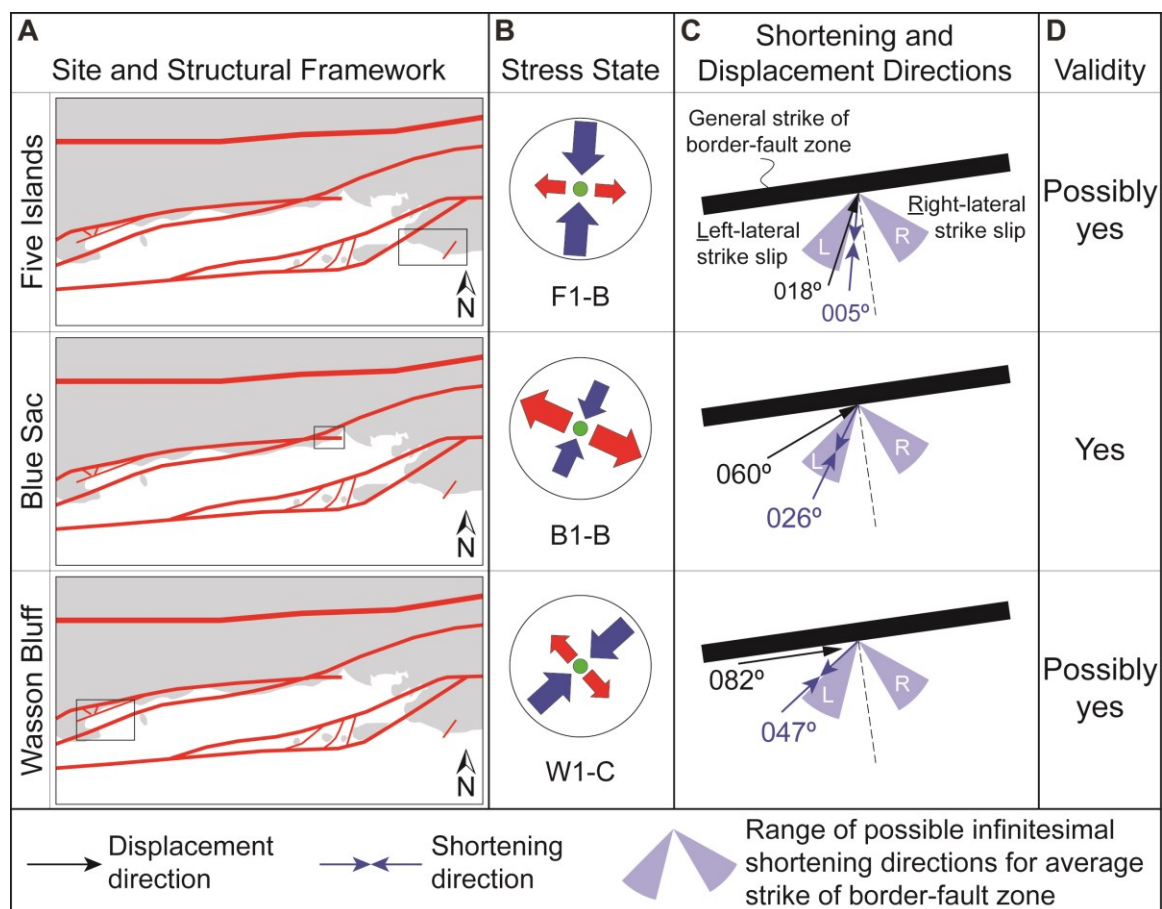 A
Site and Structural Framework
B
Stress State
C
Shortening and
Displacement Directions
D
Validity
Five Islands
N
F1-B
General strike of
border-fault zone
Left-lateral
strike slip
Right-lateral
strike slip
L
R
018º
005º
Possibly
yes
Blue Sac
N
B1-B
L
R
060º
026º
Yes
Wasson Bluff
N
W1-C
L
R
082º
047º
Possibly
yes
Displacement
direction
Shortening
direction
Range of possible infinitesimal
shortening directions for average
strike of border-fault zone